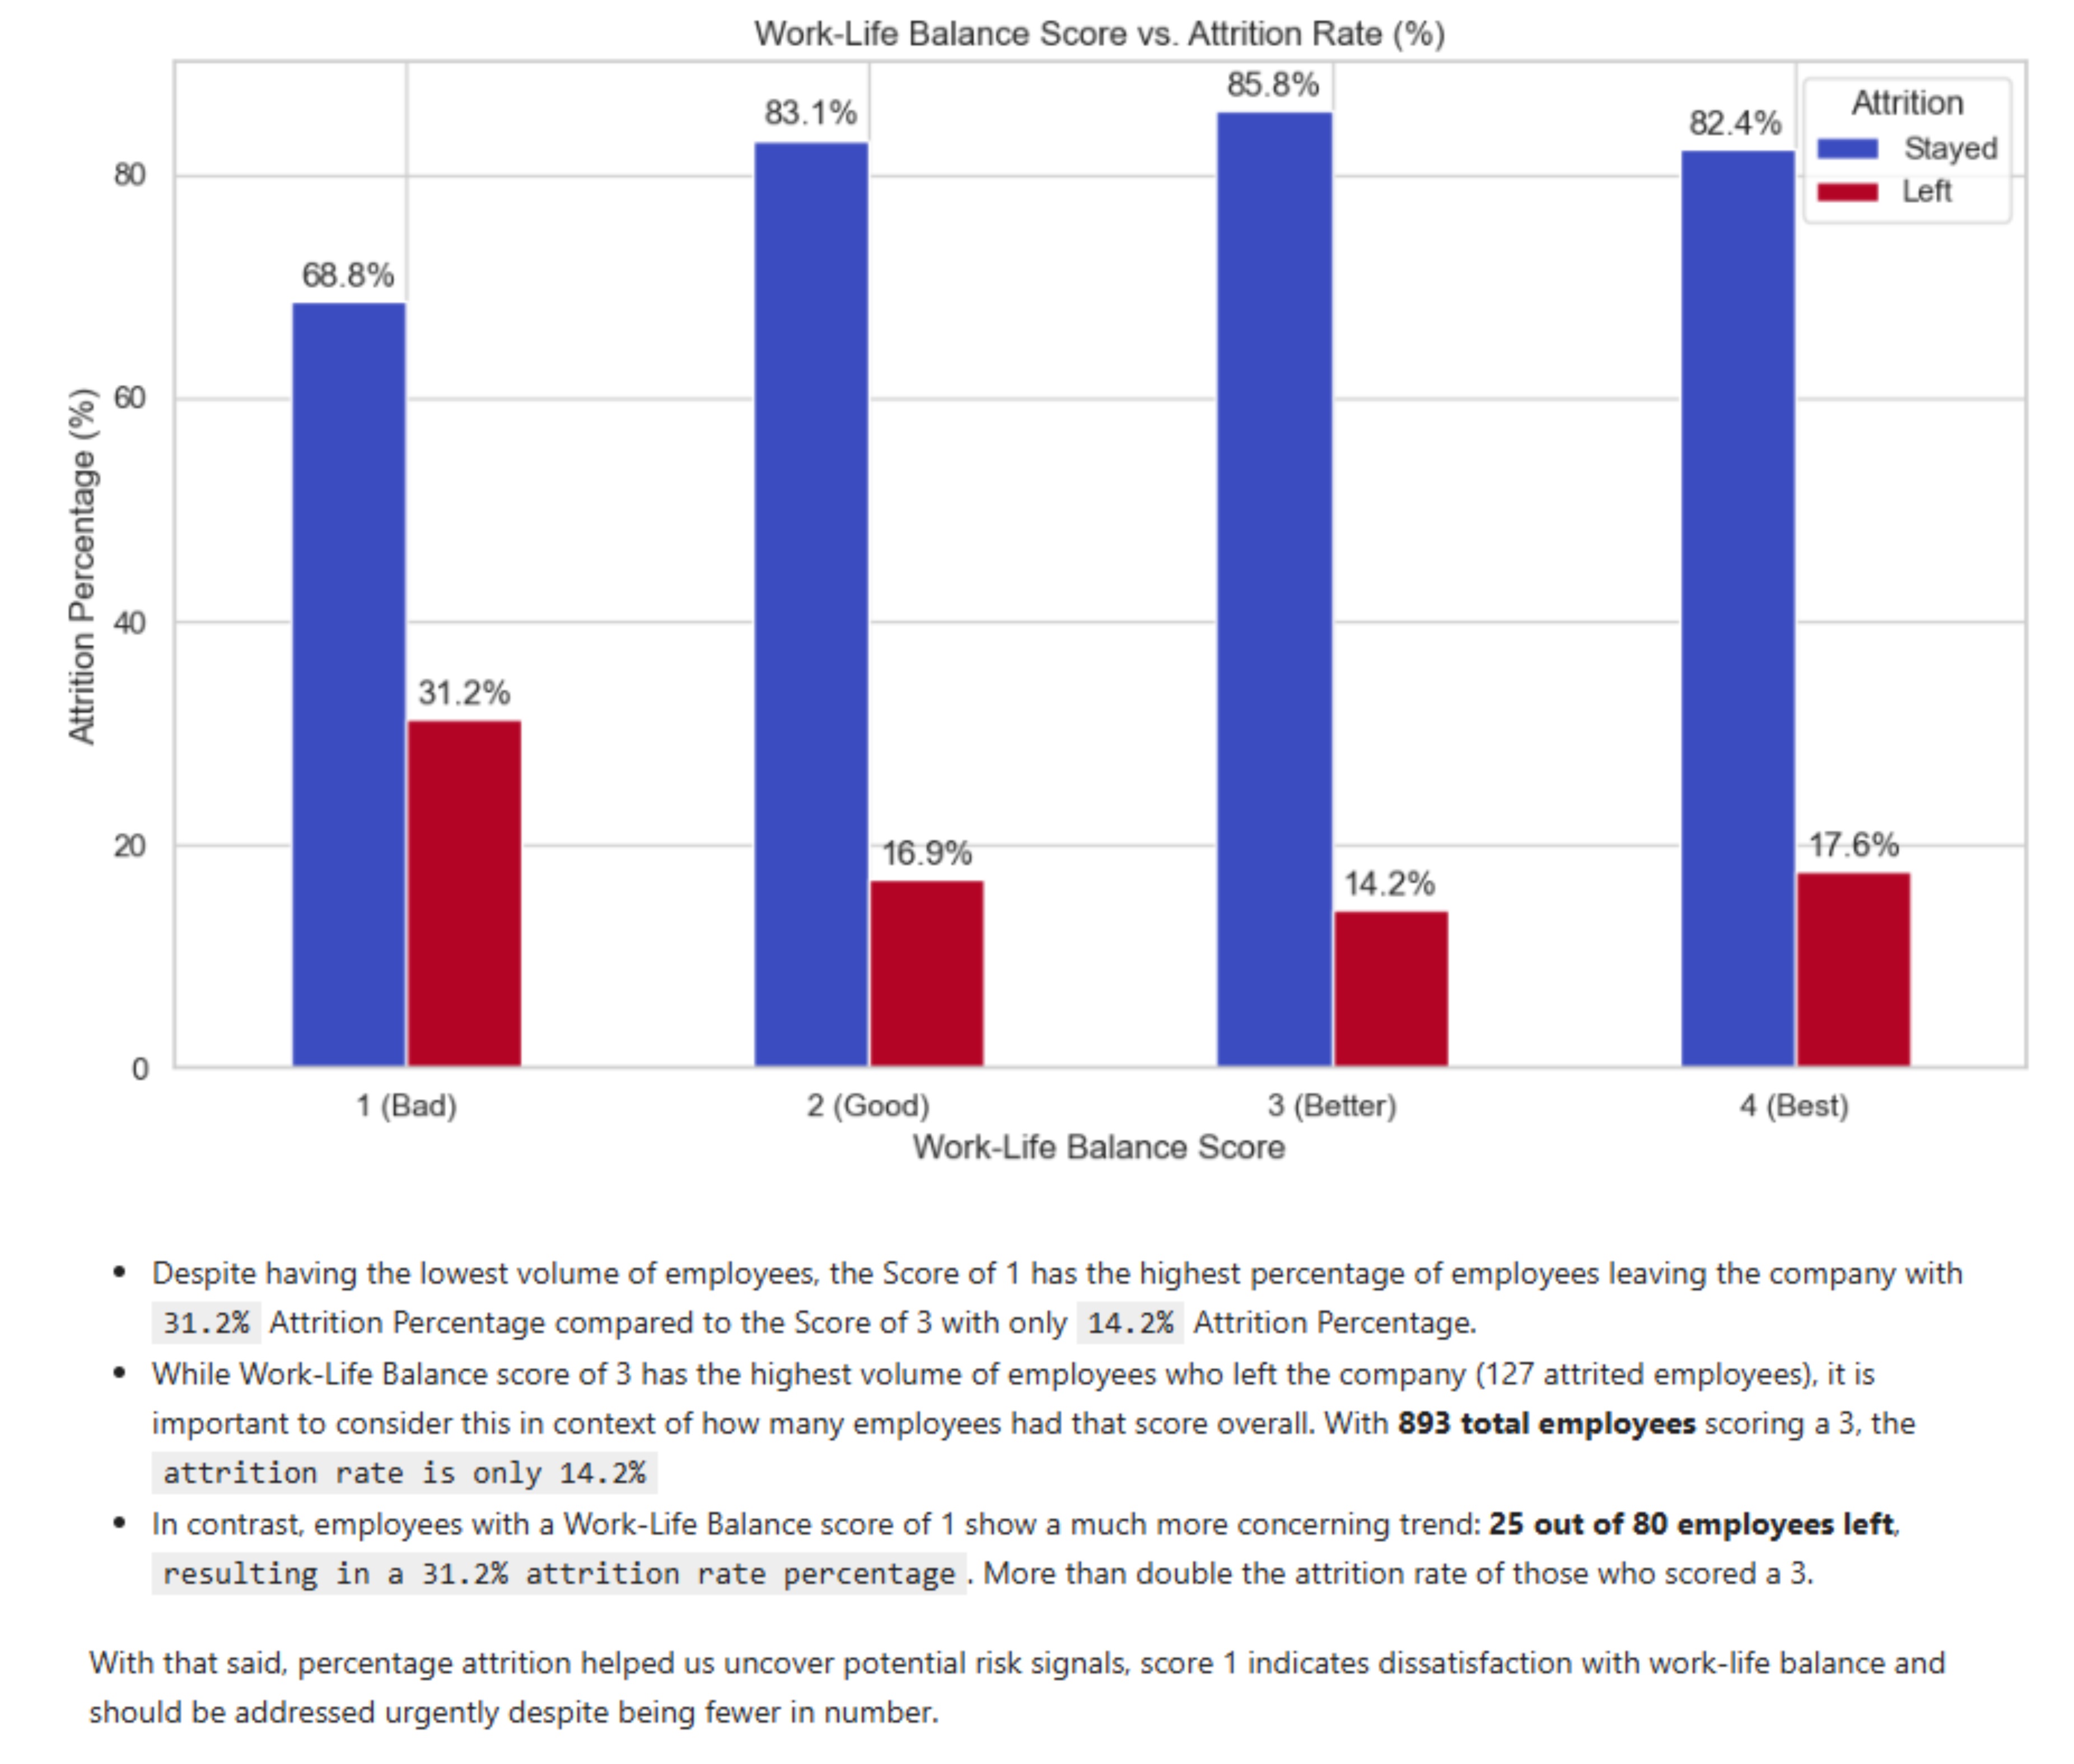 Work-Life Balance Score vs. Attrition Rate (%)
85.8%
83.1%
82.4%
Attrition
Stayed
Left
80
68.8%
60
Attrition Percentage (%)
40
31.2%
20
16.9%
14.2%
17.6%
0
1 (Bad)
2 (Good)
3 (Better)
4 (Best)
Work-Life Balance Score
• Despite having the lowest volume of employees, the Score of 1 has the highest percentage of employees leaving the company with
31.2% Attrition Percentage compared to the Score of 3 with only 14.2% Attrition Percentage.
• While Work-Life Balance score of 3 has the highest volume of employees who left the company (127 attrited employees), it is
important to consider this in context of how many employees had that score overall. With 893 total employees scoring a 3, the
attrition rate is only 14.2%
• In contrast, employees with a Work-Life Balance score of 1 show a much more concerning trend: 25 out of 80 employees left,
resulting in a 31.2% attrition rate percentage . More than double the attrition rate of those who scored a 3.
With that said, percentage attrition helped us uncover potential risk signals, score 1 indicates dissatisfaction with work-life balance and
should be addressed urgently despite being fewer in number.